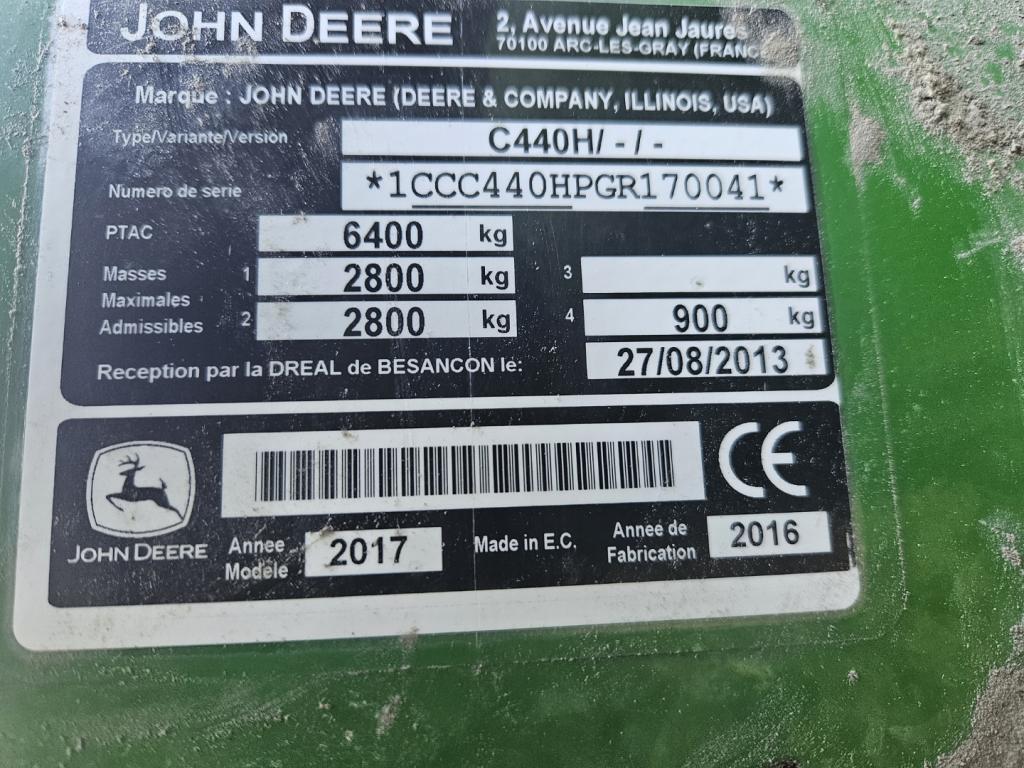 JOHN DEERE
2, Avenue Jean Jaures
70100 ARC-LES-GRAY (FRANC
Marque : JOHN DEERE (DEERE & COMPANY, ILLINOIS, USA)
Type/Variante/Version C440H/ - / -
Numero de serie *1CCC440HPGR170041*
PTAC 6400 kg
Masses Maximales Admissibles
1 2800 kg 3 kg
2 2800 kg 4 900 kg
Reception par la DREAL de BESANCON le: 27/08/2013
CE
JOHN DEERE
Annee Modèle 2017
Made in E.C.
Annee de Fabrication 2016